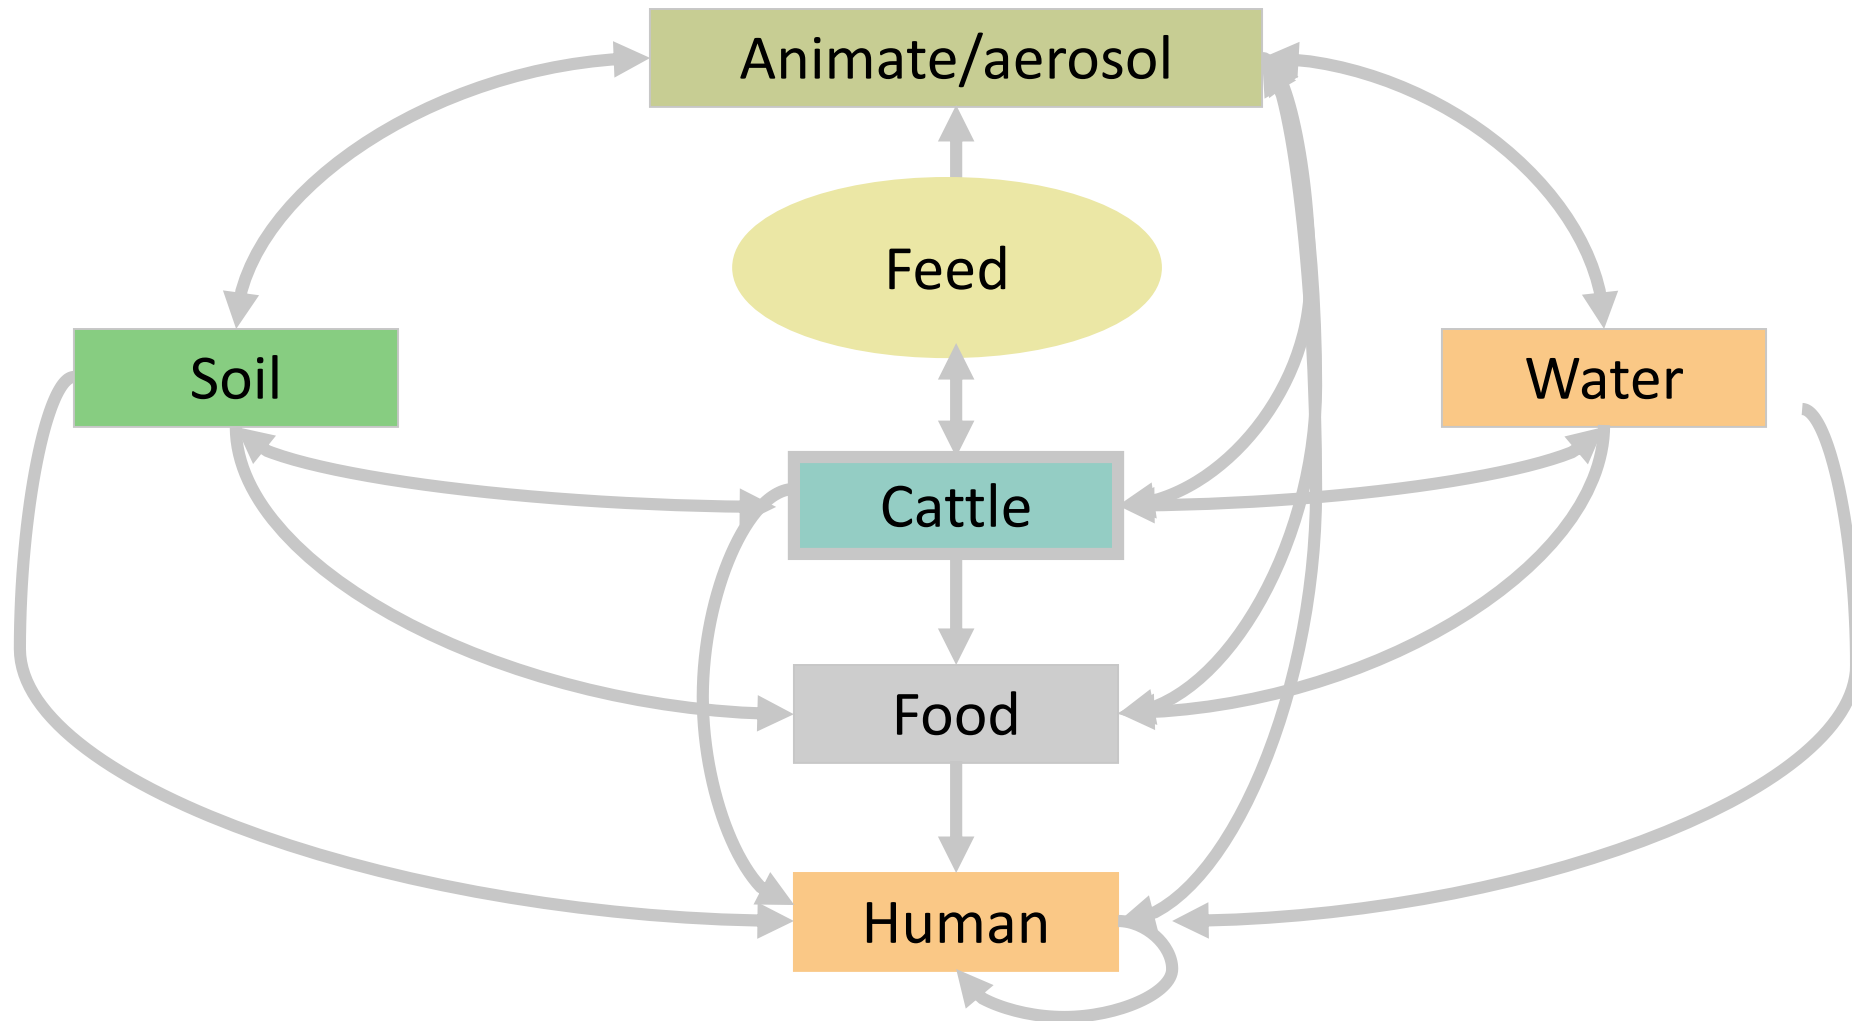 Animate/aerosol
Feed
Soil
Water
Cattle
Food
Human